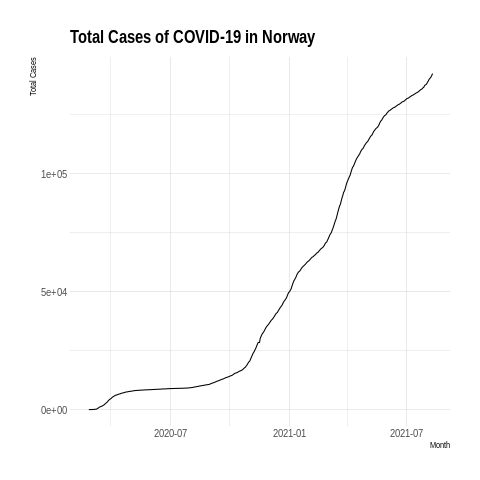 Total Cases of COVID-19 in Norway
Total Cases
1e+05
5e+04
0e+00
2020-07 2021-01 2021-07
Month